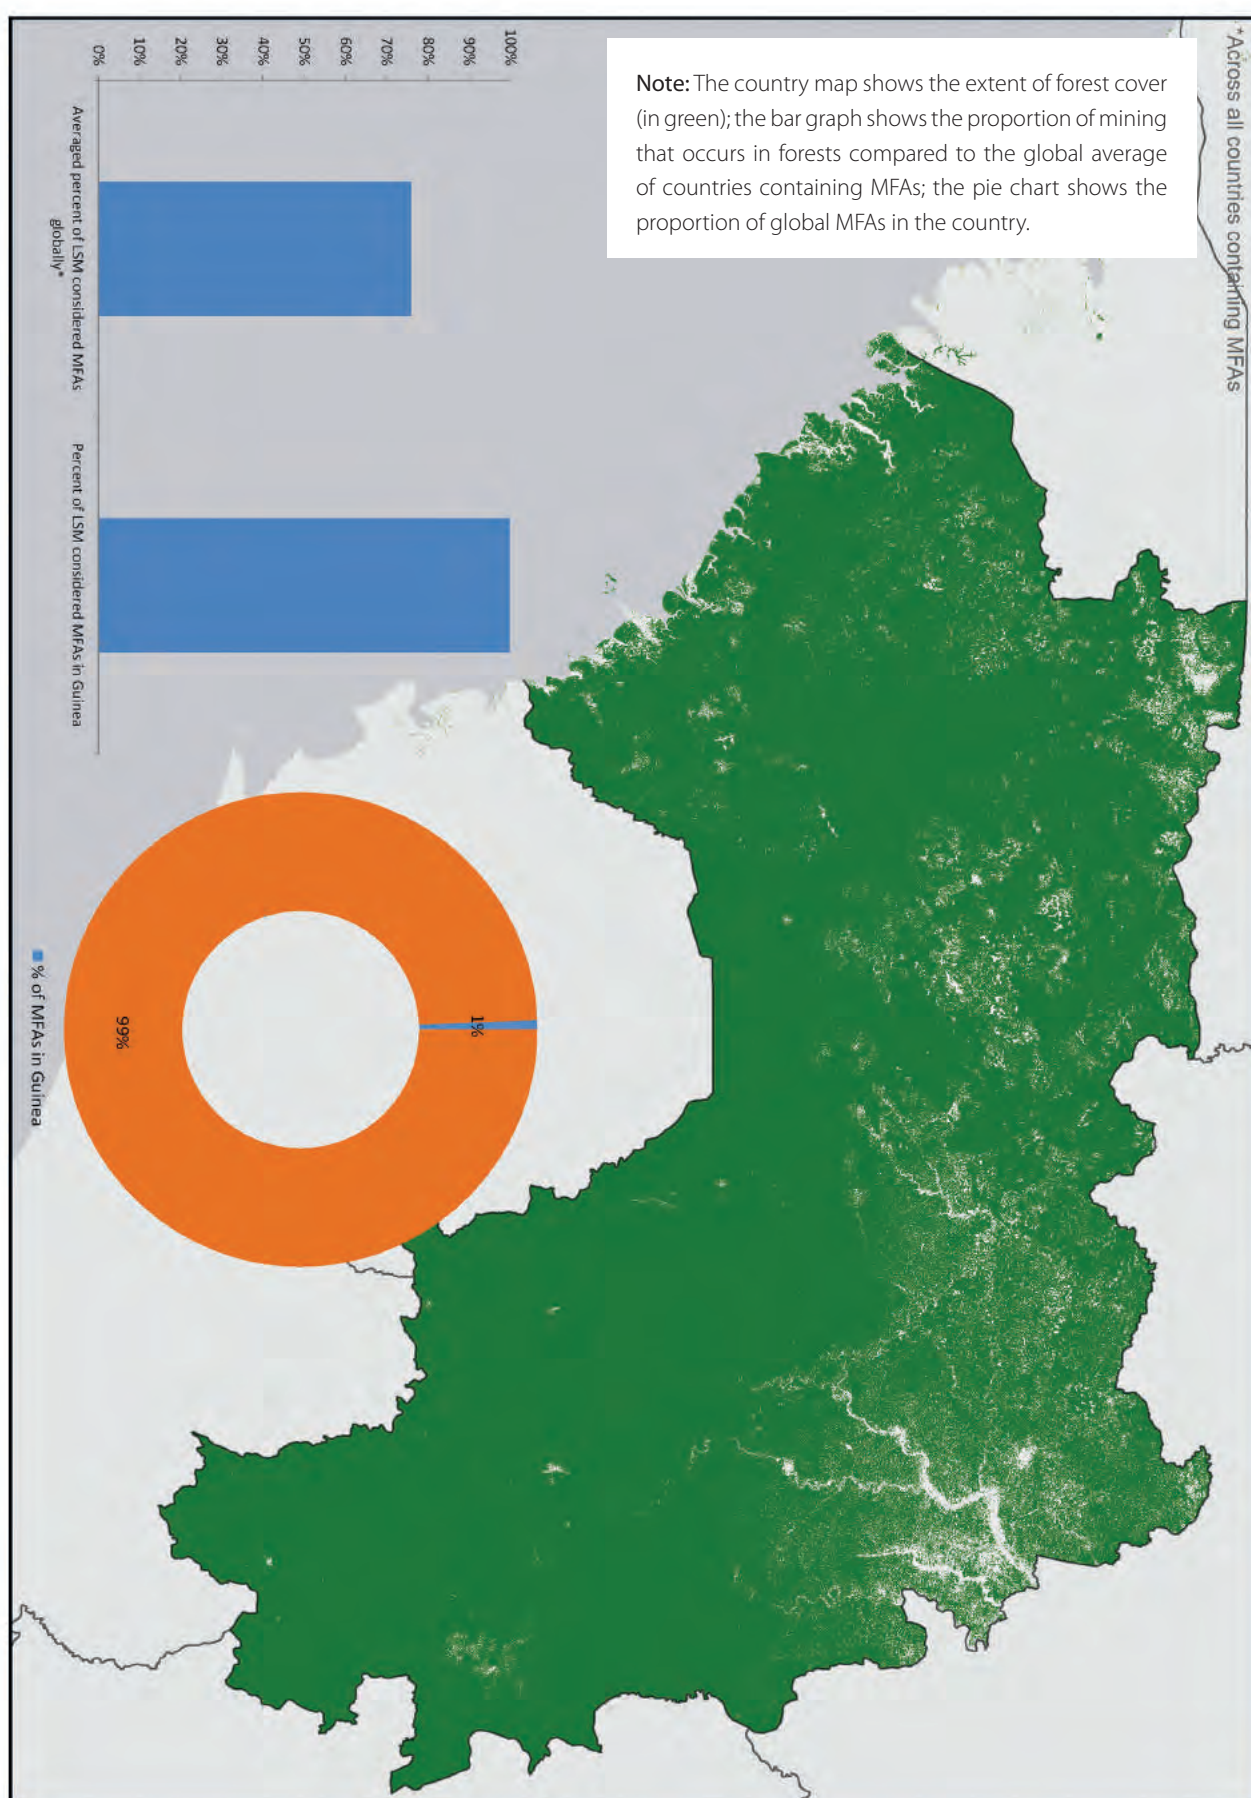 Note: The country map shows the extent of forest cover
(in green); the bar graph shows the proportion of mining
that occurs in forests compared to the global average
of countries containing MFAs; the pie chart shows the
proportion of global MFAs in the country.
*Across all countries containing MFAs
100%
90%
80%
70%
60%
50%
40%
30%
20%
10%
0%
Averaged percent of LSM considered MFAs
globally*
Percent of LSM considered MFAs in Guinea
1%
99%
% of MFAs in Guinea